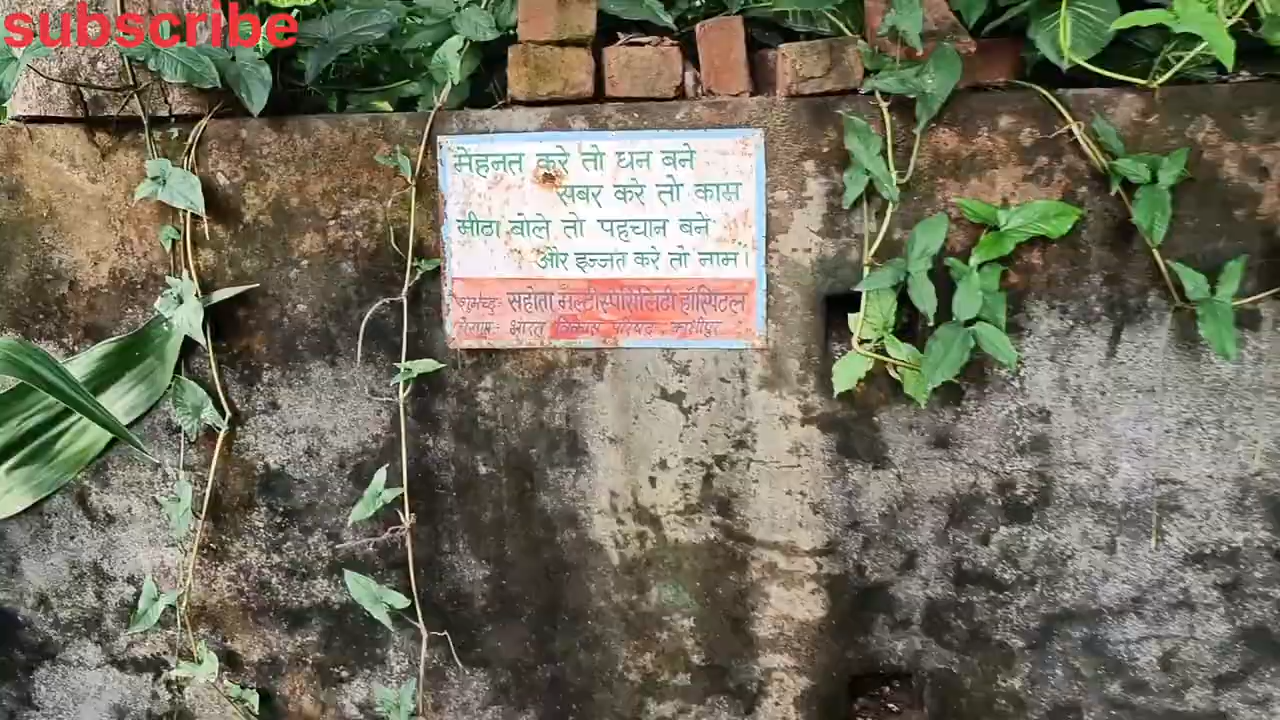 subscribe
मेहनत करे तो धन बने
सबर करे तो काम
मीठा बोले तो पहचान बने
और इज्जत करे तो नाम।
शुभेच्छु:- सहोता मल्टीस्पेसिलिटी हॉस्पिटल
सौजन्य:- भारत विकास परिषद, काशीपुर